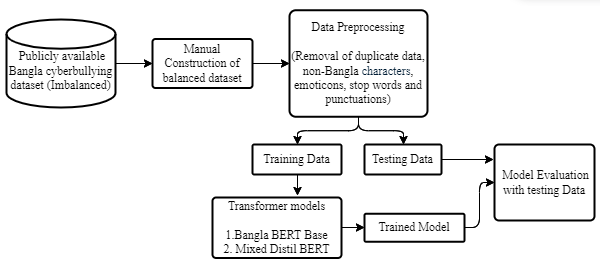 Publicly available
Bangla cyberbullying
dataset (Imbalanced)
Manual
Construction of
balanced dataset
Data Preprocessing
(Removal of duplicate data,
non-Bangla characters,
emoticons, stop words and
punctuations)
Training Data
Testing Data
Transformer models
1.Bangla BERT Base
2. Mixed Distil BERT
Trained Model
Model Evaluation
with testing Data